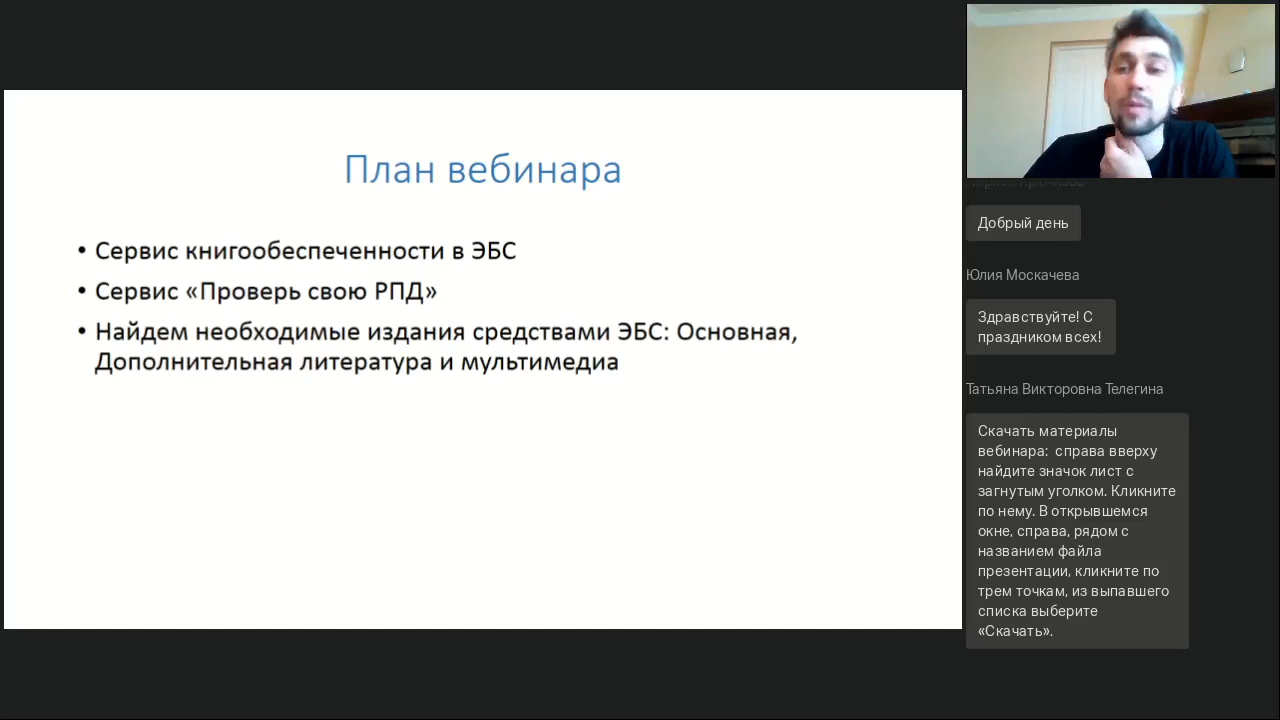 План вебинара
• Сервис книгообеспеченности в ЭБС
• Сервис «Проверь свою РПД»
• Найдем необходимые издания средствами ЭБС: Основная,
Дополнительная литература и мультимедиа
Добрый день
Юлия Москачева
Здравствуйте! С
праздником всех!
Татьяна Викторовна Телегина
Скачать материалы
вебинара: справа вверху
найдите значок лист с
загнутым уголком. Кликните
по нему. В открывшемся
окне, справа, рядом с
названием файла
презентации, кликните по
трем точкам, из выпавшего
списка выберите
«Скачать».